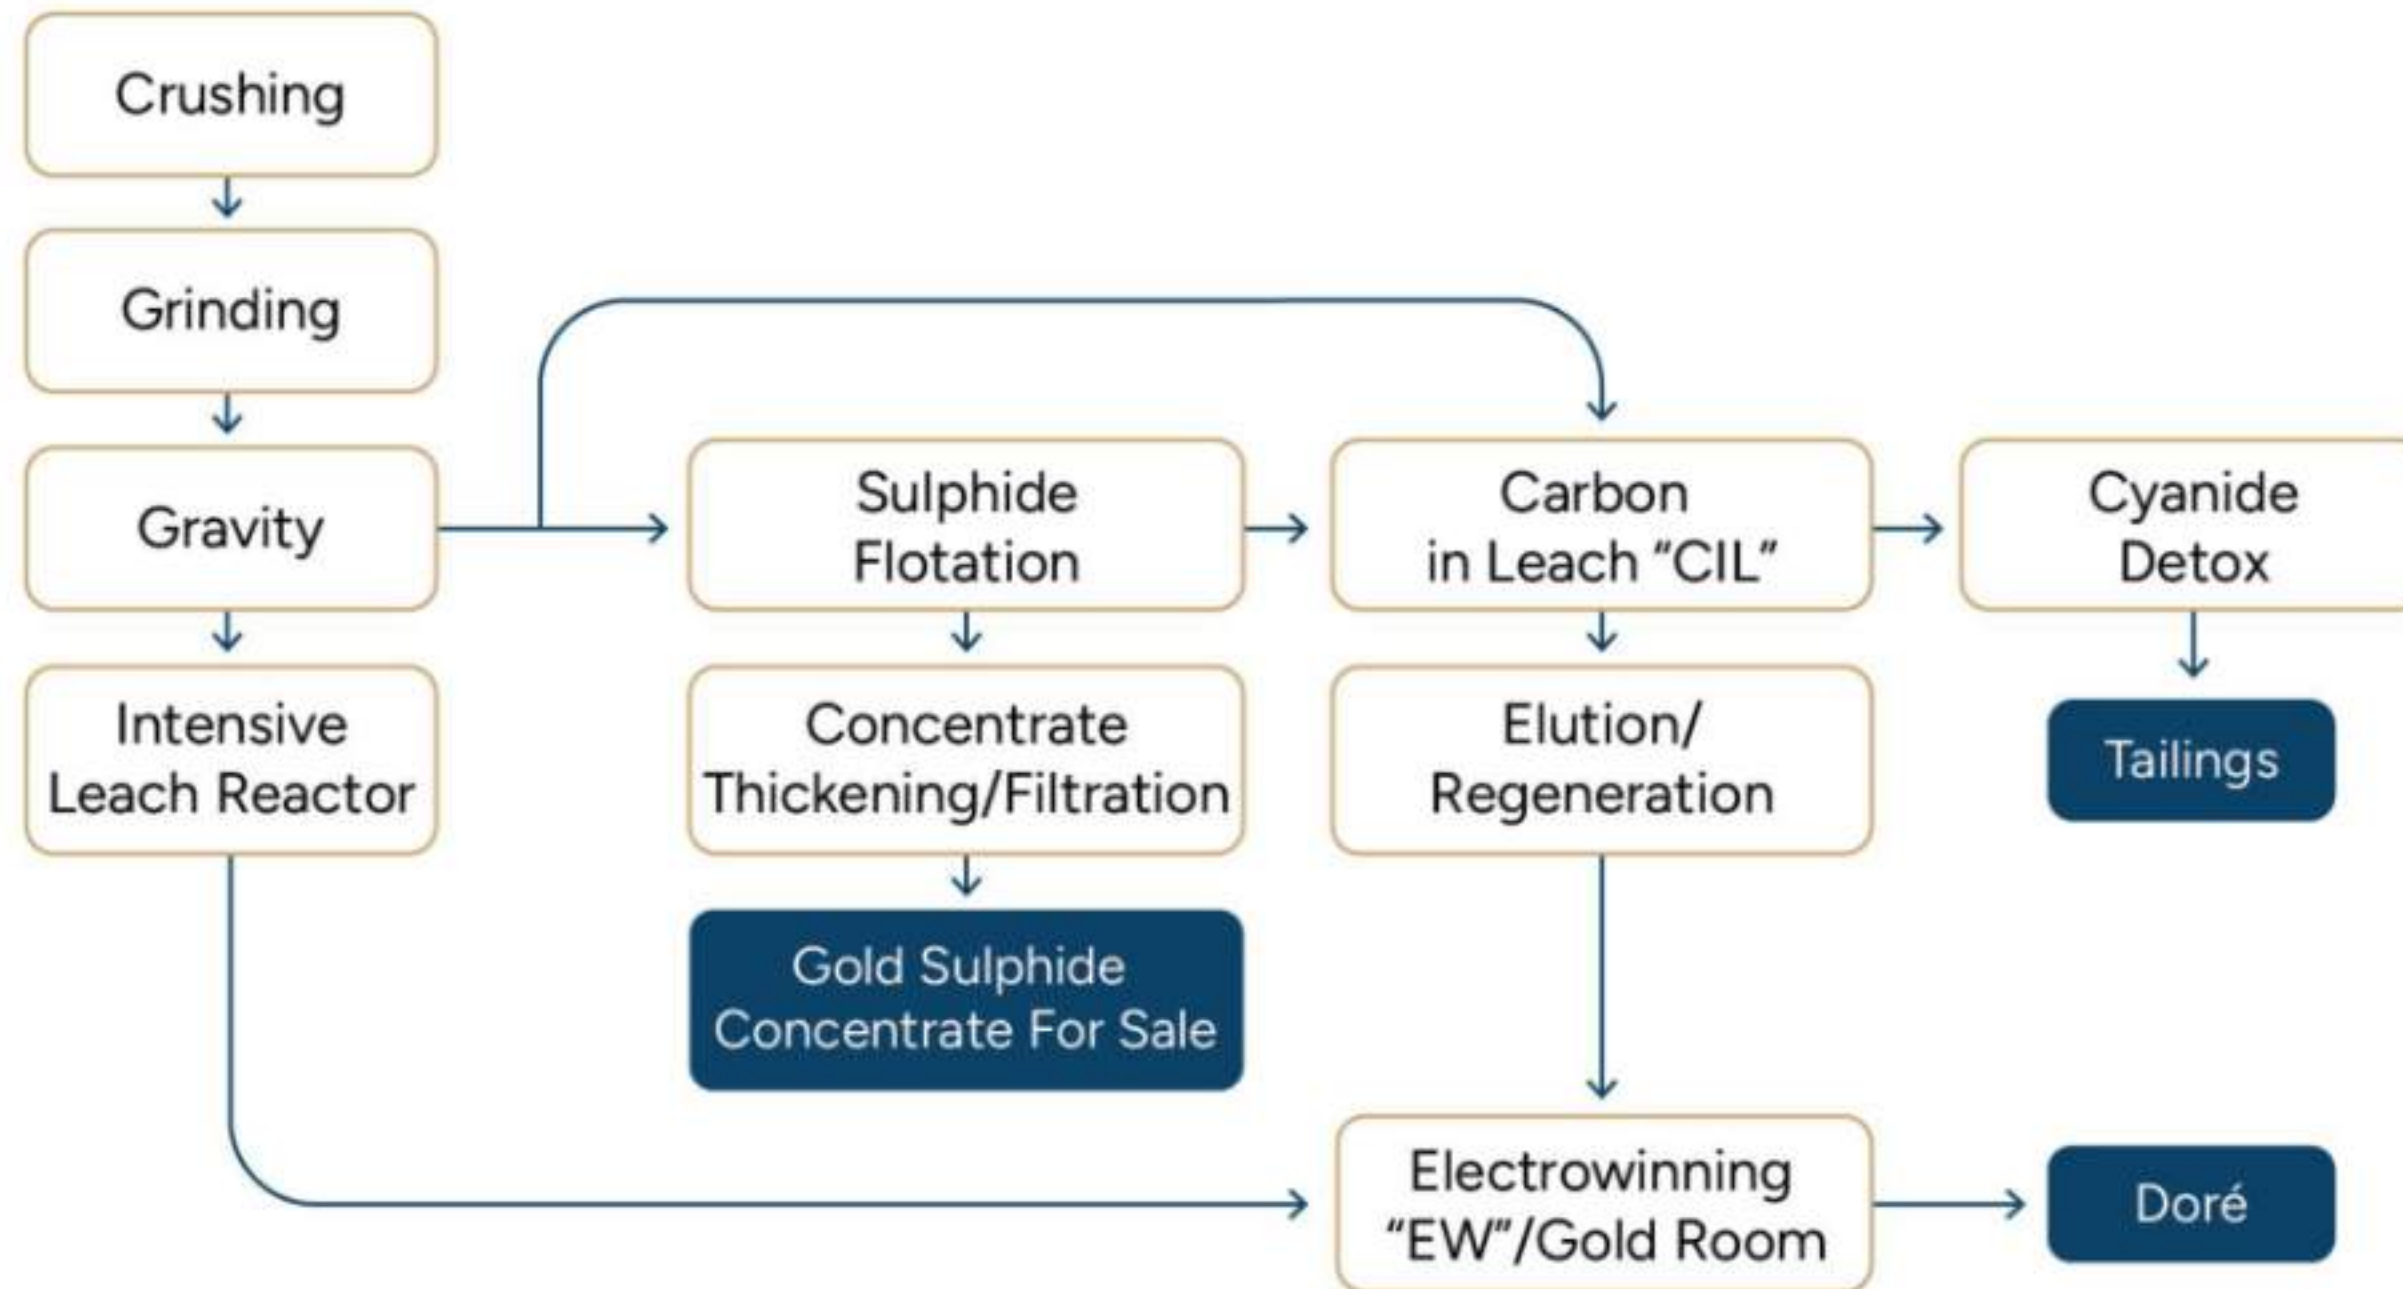 Crushing
Grinding
Gravity
Sulphide
Flotation
Carbon
in Leach “CIL”
Cyanide
Detox
Intensive
Leach Reactor
Concentrate
Thickening/Filtration
Elution/
Regeneration
Tailings
Gold Sulphide
Concentrate For Sale
Electrowinning
“EW”/Gold Room
Doré